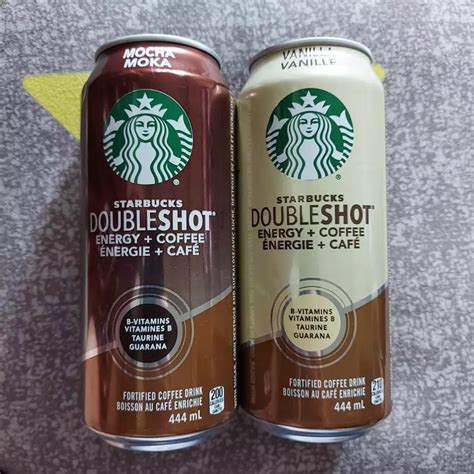 MOCHA
MOKA
STARBUCKS
DOUBLESHOT
ENERGY + COFFEE
ÉNERGIE + CAFÉ
B-VITAMINS
VITAMINES B
TAURINE
GUARANA
FORTIFIED COFFEE DRINK
BOISSON AU CAFÉ ENRICHIE
444 mL
200
VANILLA
VANILLE
STARBUCKS
DOUBLESHOT
ENERGY + COFFEE
ÉNERGIE + CAFÉ
B-VITAMINS
VITAMINES B
TAURINE
GUARANA
FORTIFIED COFFEE DRINK
BOISSON AU CAFÉ ENRICHIE
444 mL
210